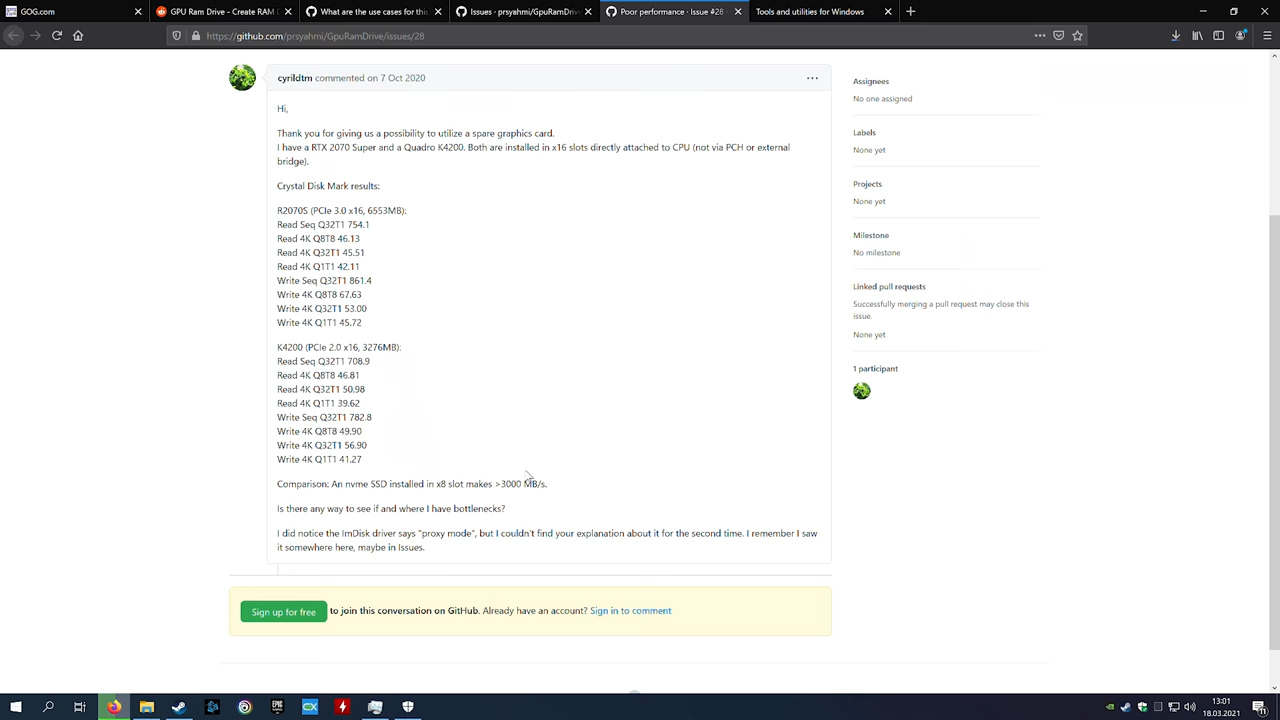 GOG.com
GPU Ram Drive - Create RAM D
What are the use cases for this
Issues · prsyahmi/GpuRamDrive
Poor performance · Issue #28
Tools and utilities for Windows
https://github.com/prsyahmi/GpuRamDrive/issues/28
cyrildtm commented on 7 Oct 2020
Hi,
Thank you for giving us a possibility to utilize a spare graphics card.
I have a RTX 2070 Super and a Quadro K4200. Both are installed in x16 slots directly attached to CPU (not via PCH or external
bridge).
Crystal Disk Mark results:
R2070S (PCIe 3.0 x16, 6553MB):
Read Seq Q32T1 754.1
Read 4K Q8T8 46.13
Read 4K Q32T1 45.51
Read 4K Q1T1 42.11
Write Seq Q32T1 861.4
Write 4K Q8T8 67.63
Write 4K Q32T1 53.00
Write 4K Q1T1 45.72
K4200 (PCIe 2.0 x16, 3276MB):
Read Seq Q32T1 708.9
Read 4K Q8T8 46.81
Read 4K Q32T1 50.98
Read 4K Q1T1 39.62
Write Seq Q32T1 782.8
Write 4K Q8T8 49.90
Write 4K Q32T1 56.90
Write 4K Q1T1 41.27
Comparison: An nvme SSD installed in x8 slot makes >3000 MB/s.
Is there any way to see if and where I have bottlenecks?
I did notice the ImDisk driver says "proxy mode", but I couldn't find your explanation about it for the second time. I remember I saw
it somewhere here, maybe in Issues.
Assignees
No one assigned
Labels
None yet
Projects
None yet
Milestone
No milestone
Linked pull requests
Successfully merging a pull request may close this
issue.
None yet
1 participant
Sign up for free to join this conversation on GitHub. Already have an account? Sign in to comment
EPIC
13:01
18.03.2021